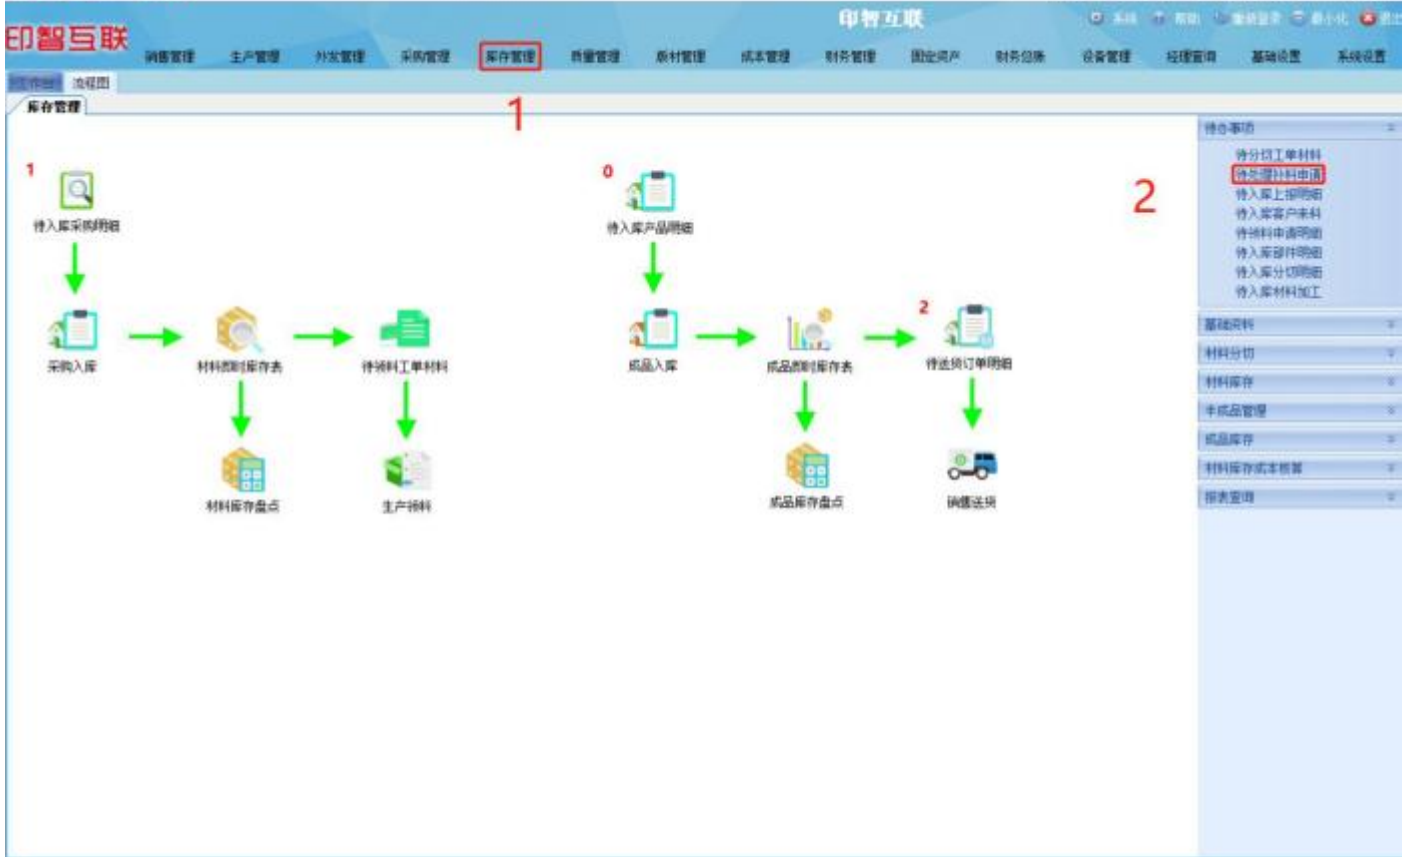 印智互联
印智互联
系统 帮助 重新登录 最小化 退出
销售管理 生产管理 外发管理 采购管理 库存管理 质量管理 版材管理 成本管理 财务管理 固定资产 财务总账 设备管理 经理查询 基础设置 系统设置
工作台 流程图
库存管理
1
2
1
待入库采购明细
采购入库
材料即时库存表
待领料工单材料
材料库存盘点
生产领料
0
待入库产品明细
成品入库
成品即时库存表
2
待送货订单明细
成品库存盘点
销售送货
待办事项
待分切工单材料
待处理补料申请
待入库上报明细
待入库客户来料
待领料申请明细
待入库部件明细
待入库分切明细
待入库材料加工
基础资料
材料分切
材料库存
半成品管理
成品库存
材料库存成本核算
报表查询